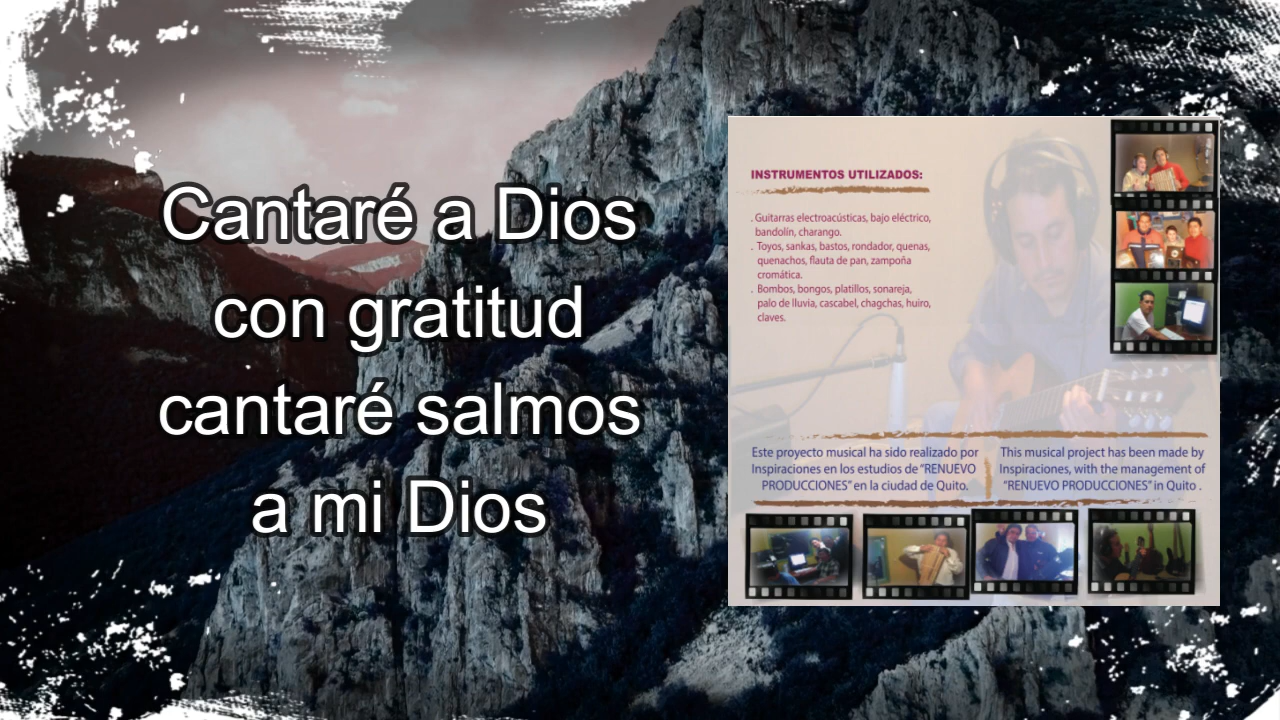 Cantaré a Dios
con gratitud
cantaré salmos
a mi Dios
INSTRUMENTOS UTILIZADOS:
. Guitarras electroacústicas, bajo eléctrico,
bandolín, charango.
. Toyos, sankas, bastos, rondador, quenas,
quenachos, flauta de pan, zampoña
cromática.
. Bombos, bongos, platillos, sonareja,
palo de lluvia, cascabel, chagchas, huiro,
claves.
Este proyecto musical ha sido realizado por
Inspiraciones en los estudios de "RENUEVO
PRODUCCIONES" en la ciudad de Quito.
This musical project has been made by
Inspiraciones, with the management of
"RENUEVO PRODUCCIONES" in Quito .